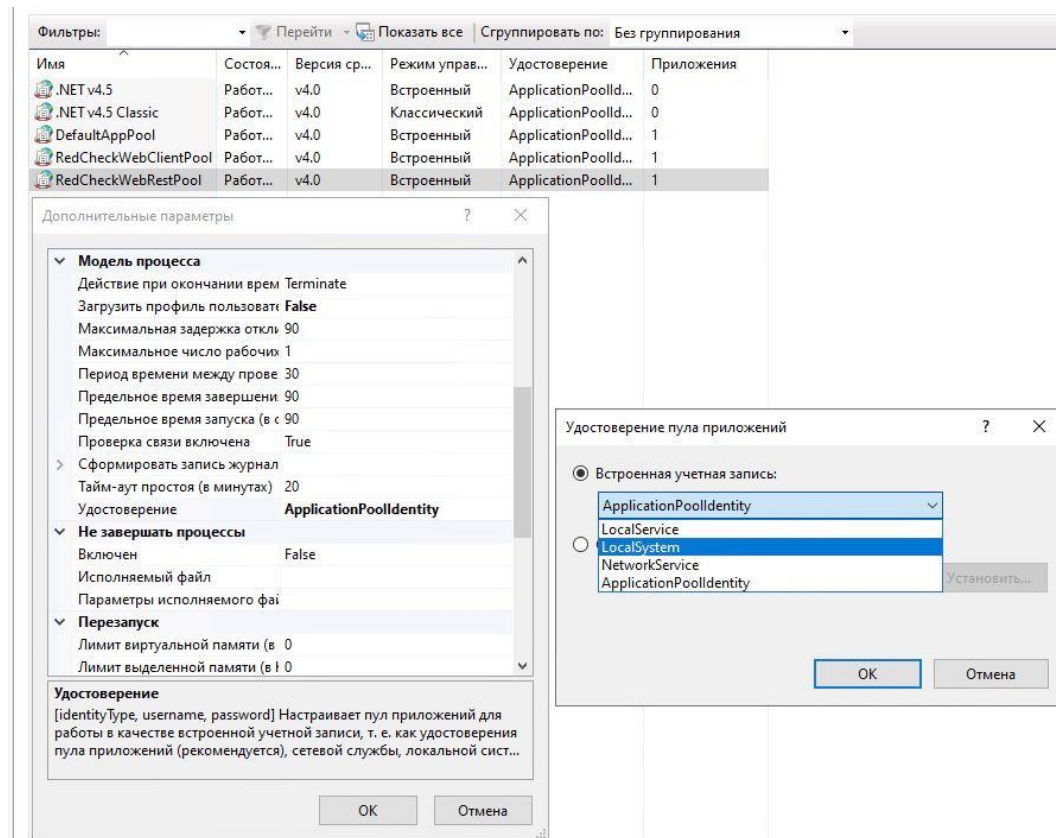 Фильтры: Перейти Показать все Сгруппировать по: Без группирования
Имя Состоя... Версия ср... Режим управ... Удостоверение Приложения
.NET v4.5 Работ... v4.0 Встроенный ApplicationPoolId... 0
.NET v4.5 Classic Работ... v4.0 Классический ApplicationPoolId... 0
DefaultAppPool Работ... v4.0 Встроенный ApplicationPoolId... 1
RedCheckWebClientPool Работ... v4.0 Встроенный ApplicationPoolId... 1
RedCheckWebRestPool Работ... v4.0 Встроенный ApplicationPoolId... 1
Дополнительные параметры ?
Модель процесса
Действие при окончании врем Terminate
Загрузить профиль пользовате False
Максимальная задержка откли 90
Максимальное число рабочих 1
Период времени между прове 30
Предельное время завершени 90
Предельное время запуска (в с 90
Проверка связи включена True
Сформировать запись журнал
Тайм-аут простоя (в минутах) 20
Удостоверение ApplicationPoolIdentity
Не завершать процессы
Включен False
Исполняемый файл
Параметры исполняемого фай
Перезапуск
Лимит виртуальной памяти (в 0
Лимит выделенной памяти (в 0
Удостоверение
[identityType, username, password] Настраивает пул приложений для
работы в качестве встроенной учетной записи, т. е. как удостоверения
пула приложений (рекомендуется), сетевой службы, локальной сист...
ОК Отмена
Удостоверение пула приложений ?
Встроенная учетная запись:
ApplicationPoolIdentity
LocalService
LocalSystem
NetworkService
ApplicationPoolIdentity
Установить...
ОК Отмена